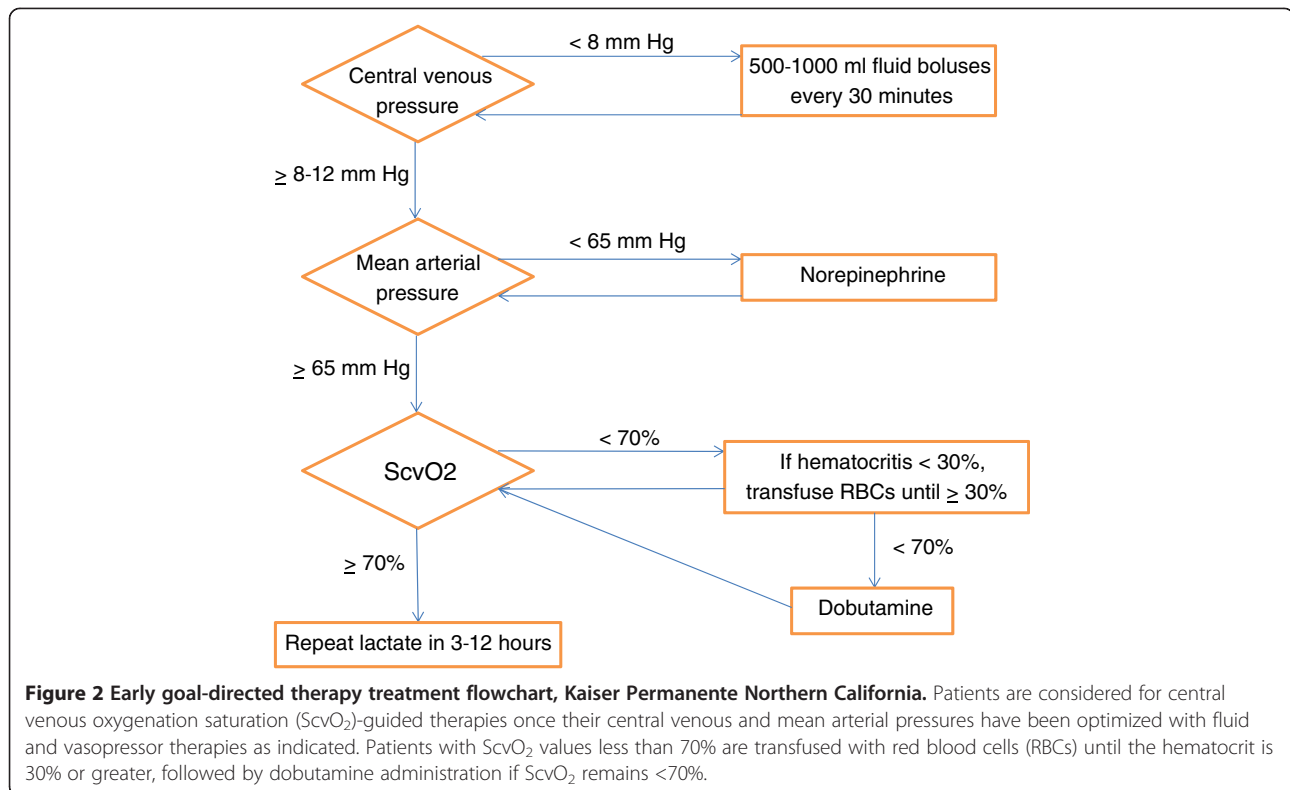 < 8 mm Hg
Central venous
pressure
500-1000 ml fluid boluses
every 30 minutes
≥ 8-12 mm Hg
Mean arterial
pressure
< 65 mm Hg
Norepinephrine
≥ 65 mm Hg
ScvO2
< 70%
If hematocritis < 30%,
transfuse RBCs until ≥ 30%
≥ 70%
< 70%
Dobutamine
Repeat lactate in 3-12 hours
Figure 2 Early goal-directed therapy treatment flowchart, Kaiser Permanente Northern California. Patients are considered for central
venous oxygenation saturation (ScvO₂)-guided therapies once their central venous and mean arterial pressures have been optimized with fluid
and vasopressor therapies as indicated. Patients with ScvO₂ values less than 70% are transfused with red blood cells (RBCs) until the hematocrit is
30% or greater, followed by dobutamine administration if ScvO₂ remains <70%.